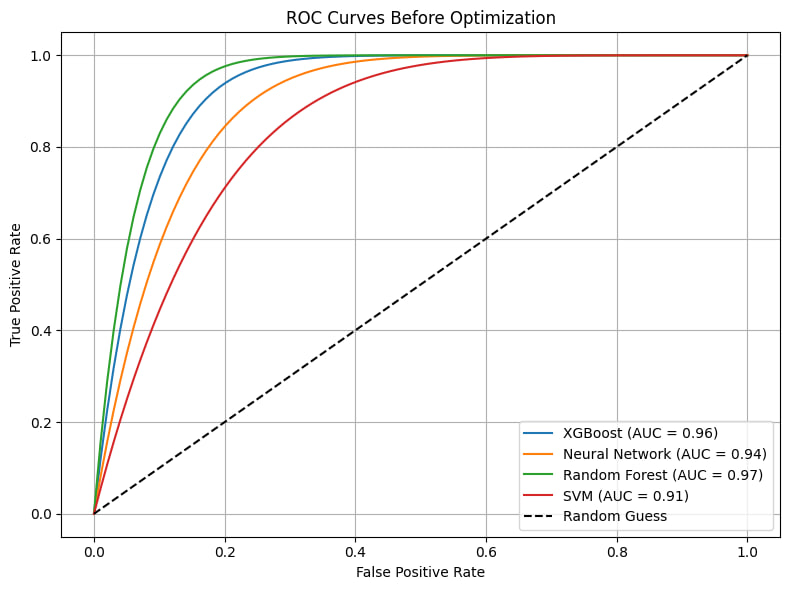 ROC Curves Before Optimization
True Positive Rate
1.0
0.8
0.6
0.4
0.2
0.0
XGBoost (AUC = 0.96)
Neural Network (AUC = 0.94)
Random Forest (AUC = 0.97)
SVM (AUC = 0.91)
Random Guess
0.0 0.2 0.4 0.6 0.8 1.0
False Positive Rate